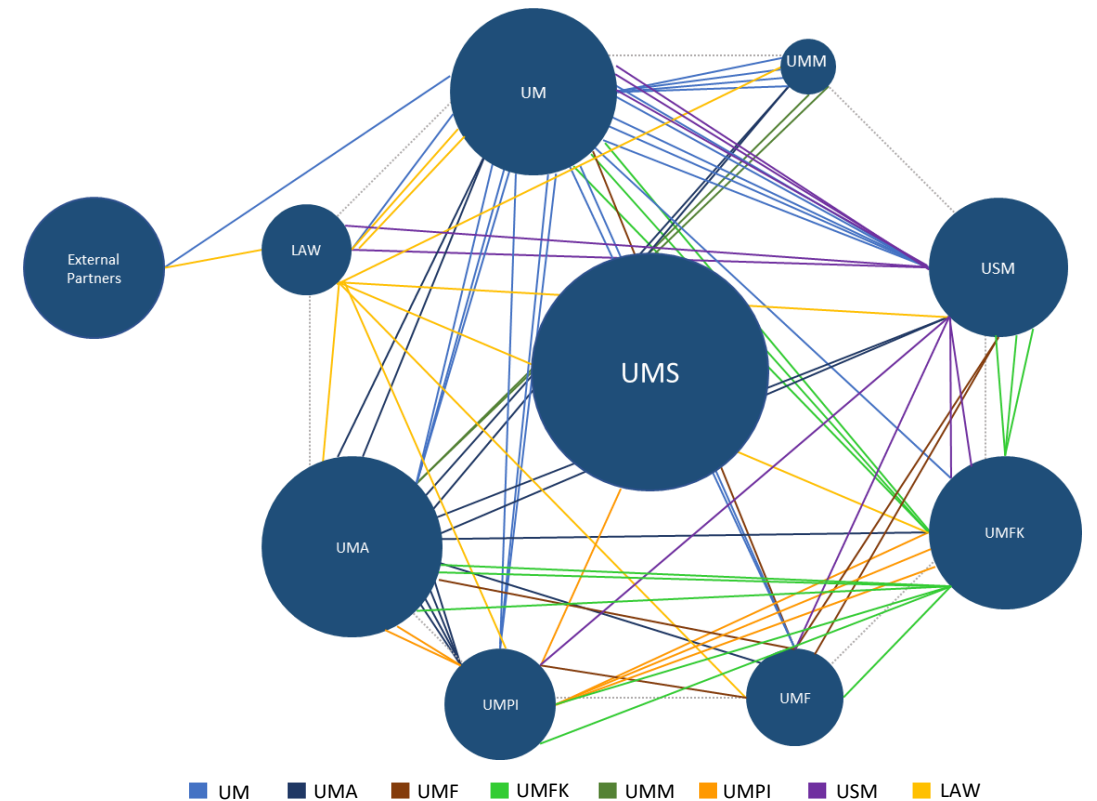 UM
UMM
External
Partners
LAW
USM
UMS
UMA
UMFK
UMPI
UMF
UM
UMA
UMF
UMFK
UMM
UMPI
USM
LAW